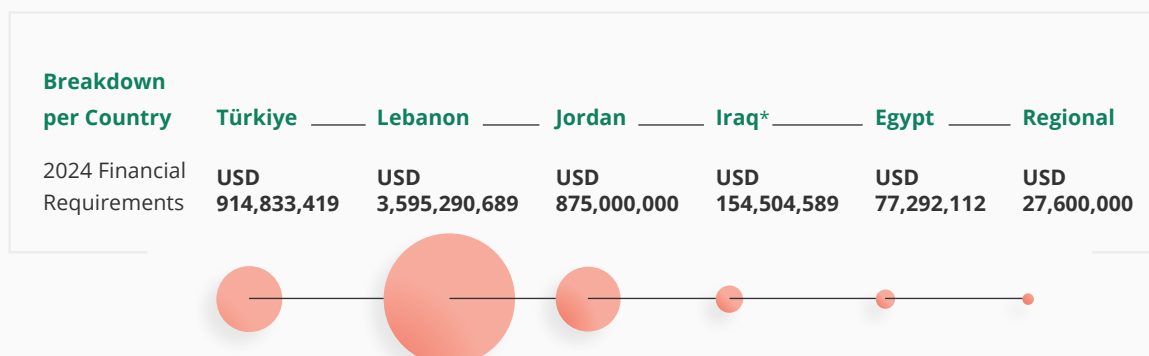 Breakdown
per Country Türkiye Lebanon Jordan Iraq* Egypt Regional
2024 Financial
Requirements
USD USD USD USD USD USD
914,833,419 3,595,290,689 875,000,000 154,504,589 77,292,112 27,600,000